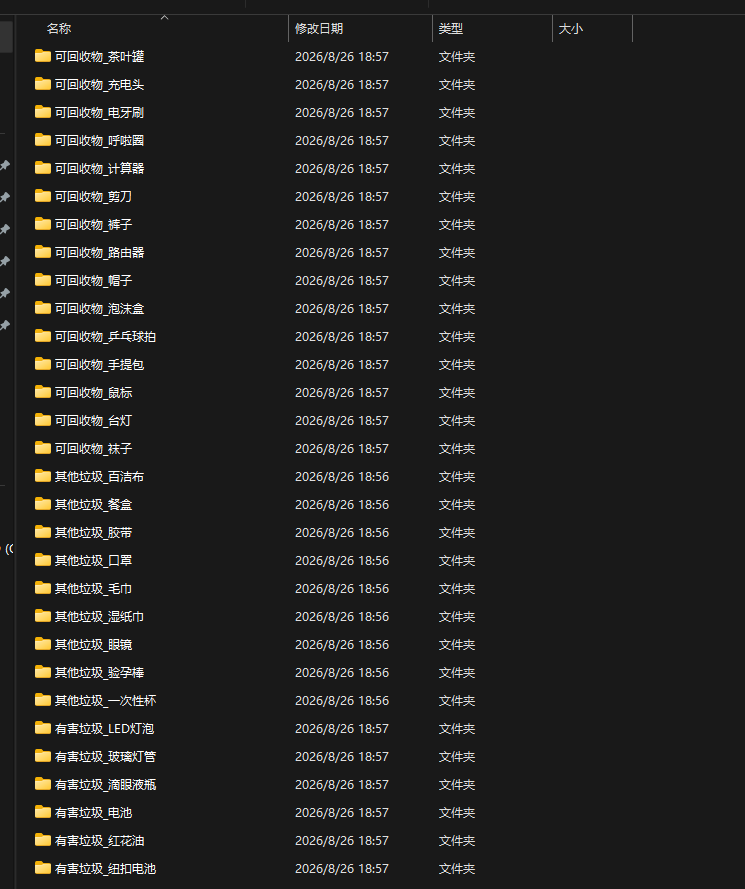 名称 修改日期 类型 大小
可回收物_茶叶罐 2026/8/26 18:57 文件夹
可回收物_充电头 2026/8/26 18:57 文件夹
可回收物_电牙刷 2026/8/26 18:57 文件夹
可回收物_呼啦圈 2026/8/26 18:57 文件夹
可回收物_计算器 2026/8/26 18:57 文件夹
可回收物_剪刀 2026/8/26 18:57 文件夹
可回收物_裤子 2026/8/26 18:57 文件夹
可回收物_路由器 2026/8/26 18:57 文件夹
可回收物_帽子 2026/8/26 18:57 文件夹
可回收物_泡沫盒 2026/8/26 18:57 文件夹
可回收物_乒乓球拍 2026/8/26 18:57 文件夹
可回收物_手提包 2026/8/26 18:57 文件夹
可回收物_鼠标 2026/8/26 18:57 文件夹
可回收物_台灯 2026/8/26 18:57 文件夹
可回收物_袜子 2026/8/26 18:57 文件夹
其他垃圾_百洁布 2026/8/26 18:56 文件夹
其他垃圾_餐盒 2026/8/26 18:56 文件夹
其他垃圾_胶带 2026/8/26 18:56 文件夹
(C 其他垃圾_口罩 2026/8/26 18:56 文件夹
其他垃圾_毛巾 2026/8/26 18:56 文件夹
其他垃圾_湿纸巾 2026/8/26 18:56 文件夹
其他垃圾_眼镜 2026/8/26 18:56 文件夹
其他垃圾_验孕棒 2026/8/26 18:56 文件夹
其他垃圾_一次性杯 2026/8/26 18:56 文件夹
有害垃圾_LED灯泡 2026/8/26 18:57 文件夹
有害垃圾_玻璃灯管 2026/8/26 18:57 文件夹
有害垃圾_滴眼液瓶 2026/8/26 18:57 文件夹
有害垃圾_电池 2026/8/26 18:57 文件夹
有害垃圾_红花油 2026/8/26 18:57 文件夹
有害垃圾_纽扣电池 2026/8/26 18:57 文件夹